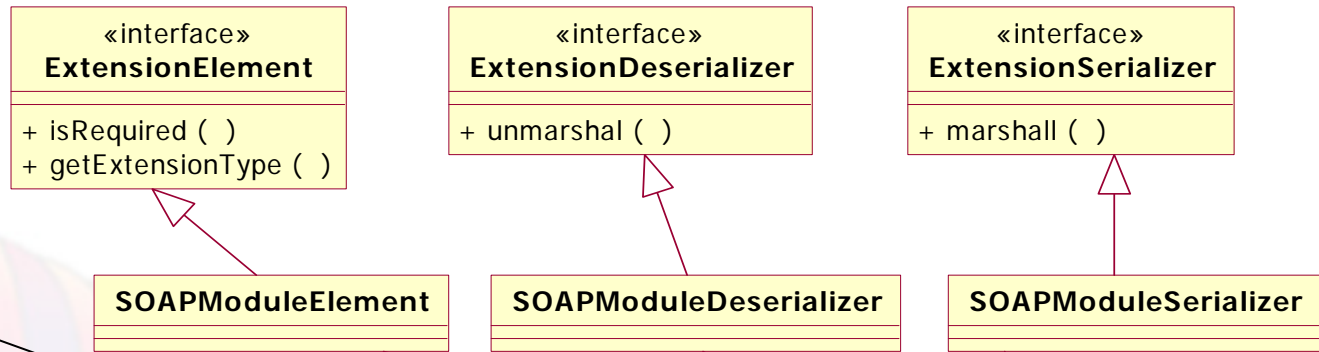 «interface»
ExtensionElement
+ isRequired ( )
+ getExtensionType ( )
«interface»
ExtensionDeserializer
+ unmarshal ( )
«interface»
ExtensionSerializer
+ marshall ( )
SOAPModuleElement
SOAPModuleDeserializer
SOAPModuleSerializer